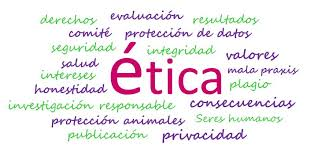 derechos evaluación resultados
comité protección de datos
seguridad integridad valores
salud mala praxis
intereses ética plagio
honestidad
investigación responsable consecuencias
protección animales Seres humanos
publicación privacidad